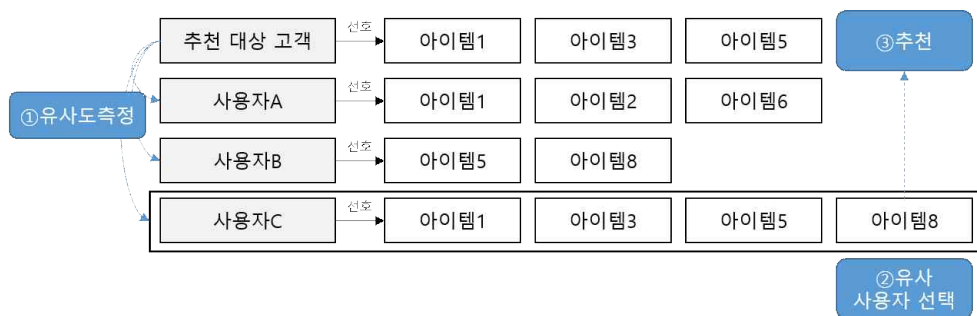 추천 대상 고객 선호 아이템1 아이템3 아이템5 ③추천
①유사도측정
사용자A 선호 아이템1 아이템2 아이템6
사용자B 선호 아이템5 아이템8
사용자C 선호 아이템1 아이템3 아이템5 아이템8
②유사
사용자 선택